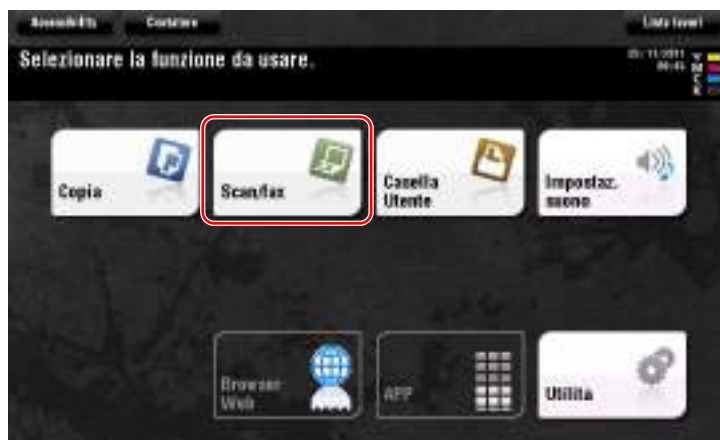 Accessibility Contatore Lista lavori
Selezionare la funzione da usare.
Y
M
C
K
Copia
Scan/fax
Casella
Utente
Impostaz.
suono
Browser
Web
APP
Utilità